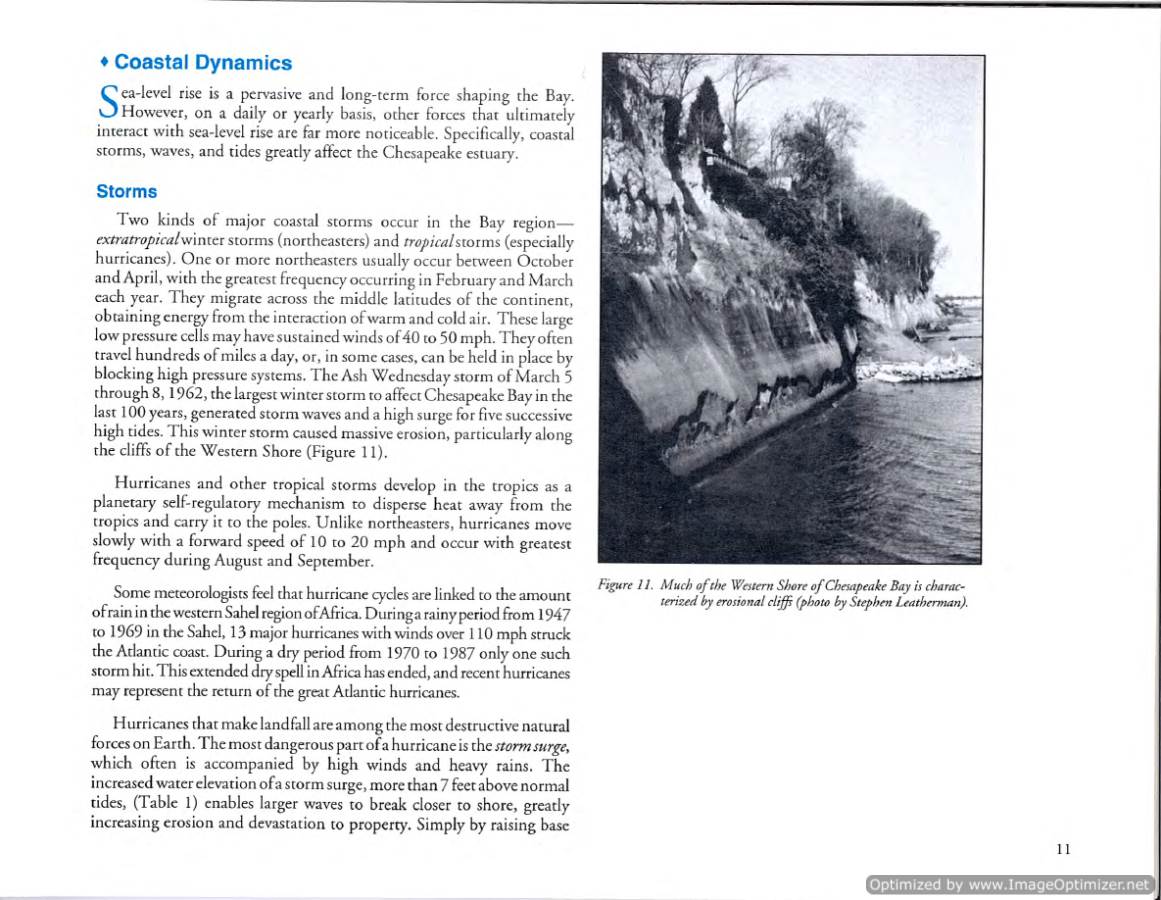 ♦ Coastal Dynamics
Sea-level rise is a pervasive and long-term force shaping the Bay.
However, on a daily or yearly basis, other forces that ultimately
interact with sea-level rise are far more noticeable. Specifically, coastal
storms, waves, and tides greatly affect the Chesapeake estuary.
Storms
Two kinds of major coastal storms occur in the Bay region—
extratropical winter storms (northeasters) and tropical storms (especially
hurricanes). One or more northeasters usually occur between October
and April, with the greatest frequency occurring in February and March
each year. They migrate across the middle latitudes of the continent,
obtaining energy from the interaction of warm and cold air. These large
low pressure cells may have sustained winds of 40 to 50 mph. They often
travel hundreds of miles a day, or, in some cases, can be held in place by
blocking high pressure systems. The Ash Wednesday storm of March 5
through 8, 1962, the largest winter storm to affect Chesapeake Bay in the
last 100 years, generated storm waves and a high surge for five successive
high tides. This winter storm caused massive erosion, particularly along
the cliffs of the Western Shore (Figure 11).
Hurricanes and other tropical storms develop in the tropics as a
planetary self-regulatory mechanism to disperse heat away from the
tropics and carry it to the poles. Unlike northeasters, hurricanes move
slowly with a forward speed of 10 to 20 mph and occur with greatest
frequency during August and September.
Some meteorologists feel that hurricane cycles are linked to the amount
of rain in the western Sahel region of Africa. During a rainy period from 1947
to 1969 in the Sahel, 13 major hurricanes with winds over 110 mph struck
the Atlantic coast. During a dry period from 1970 to 1987 only one such
storm hit. This extended dry spell in Africa has ended, and recent hurricanes
may represent the return of the great Atlantic hurricanes.
Hurricanes that make landfall are among the most destructive natural
forces on Earth. The most dangerous part of a hurricane is the storm surge,
which often is accompanied by high winds and heavy rains. The
increased water elevation of a storm surge, more than 7 feet above normal
tides, (Table 1) enables larger waves to break closer to shore, greatly
increasing erosion and devastation to property. Simply by raising base
Figure 11. Much of the Western Shore of Chesapeake Bay is charac-
terized by erosional cliffs (photo by Stephen Leatherman).
11
Optimized by www.ImageOptimizer.net